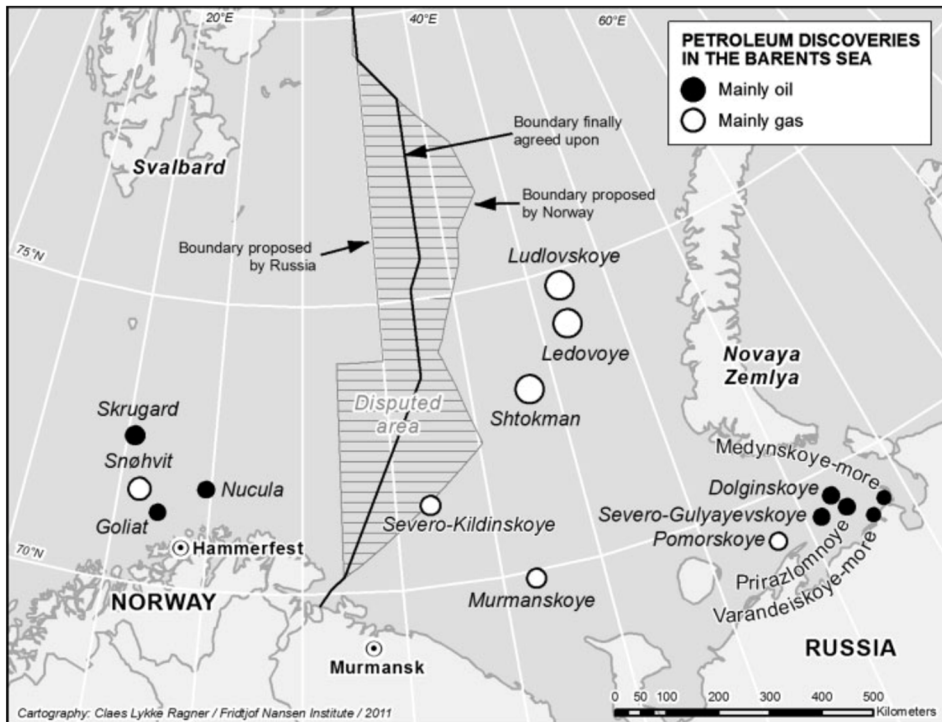 20°E
40°E
60°E
PETROLEUM DISCOVERIES
IN THE BARENTS SEA
Mainly oil
Mainly gas
Boundary finally
agreed upon
Svalbard
Boundary proposed
by Norway
Boundary proposed
by Russia
75°N
Ludlovskoye
Ledovoye
Novaya
Zemlya
Shtokman
Disputed
area
Skrugard
Snøhvit
Nucula
Goliat
Medynskoye-more
Dolginskoye
Severo-Gulyayevskoye
Severo-Kildinskoye
Pomorskoye
Prirazlomnoye
Varandeiskoye-more
Hammerfest
70°N
NORWAY
Murmanskoye
Murmansk
RUSSIA
0 50 100 200 300 400 500
Kilometers
Cartography: Claes Lykke Ragner / Fridtjof Nansen Institute / 2011